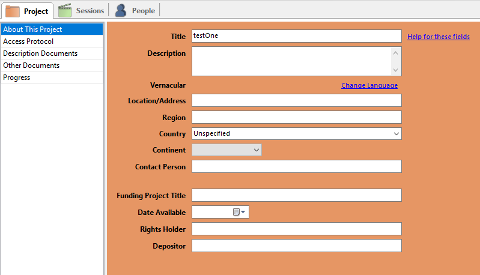 Project Sessions People
About This Project
Access Protocol
Description Documents
Other Documents
Progress
Title testOne Help for these fields
Description
Vernacular Change Language
Location/Address
Region
Country Unspecified
Continent
Contact Person
Funding Project Title
Date Available
Rights Holder
Depositor